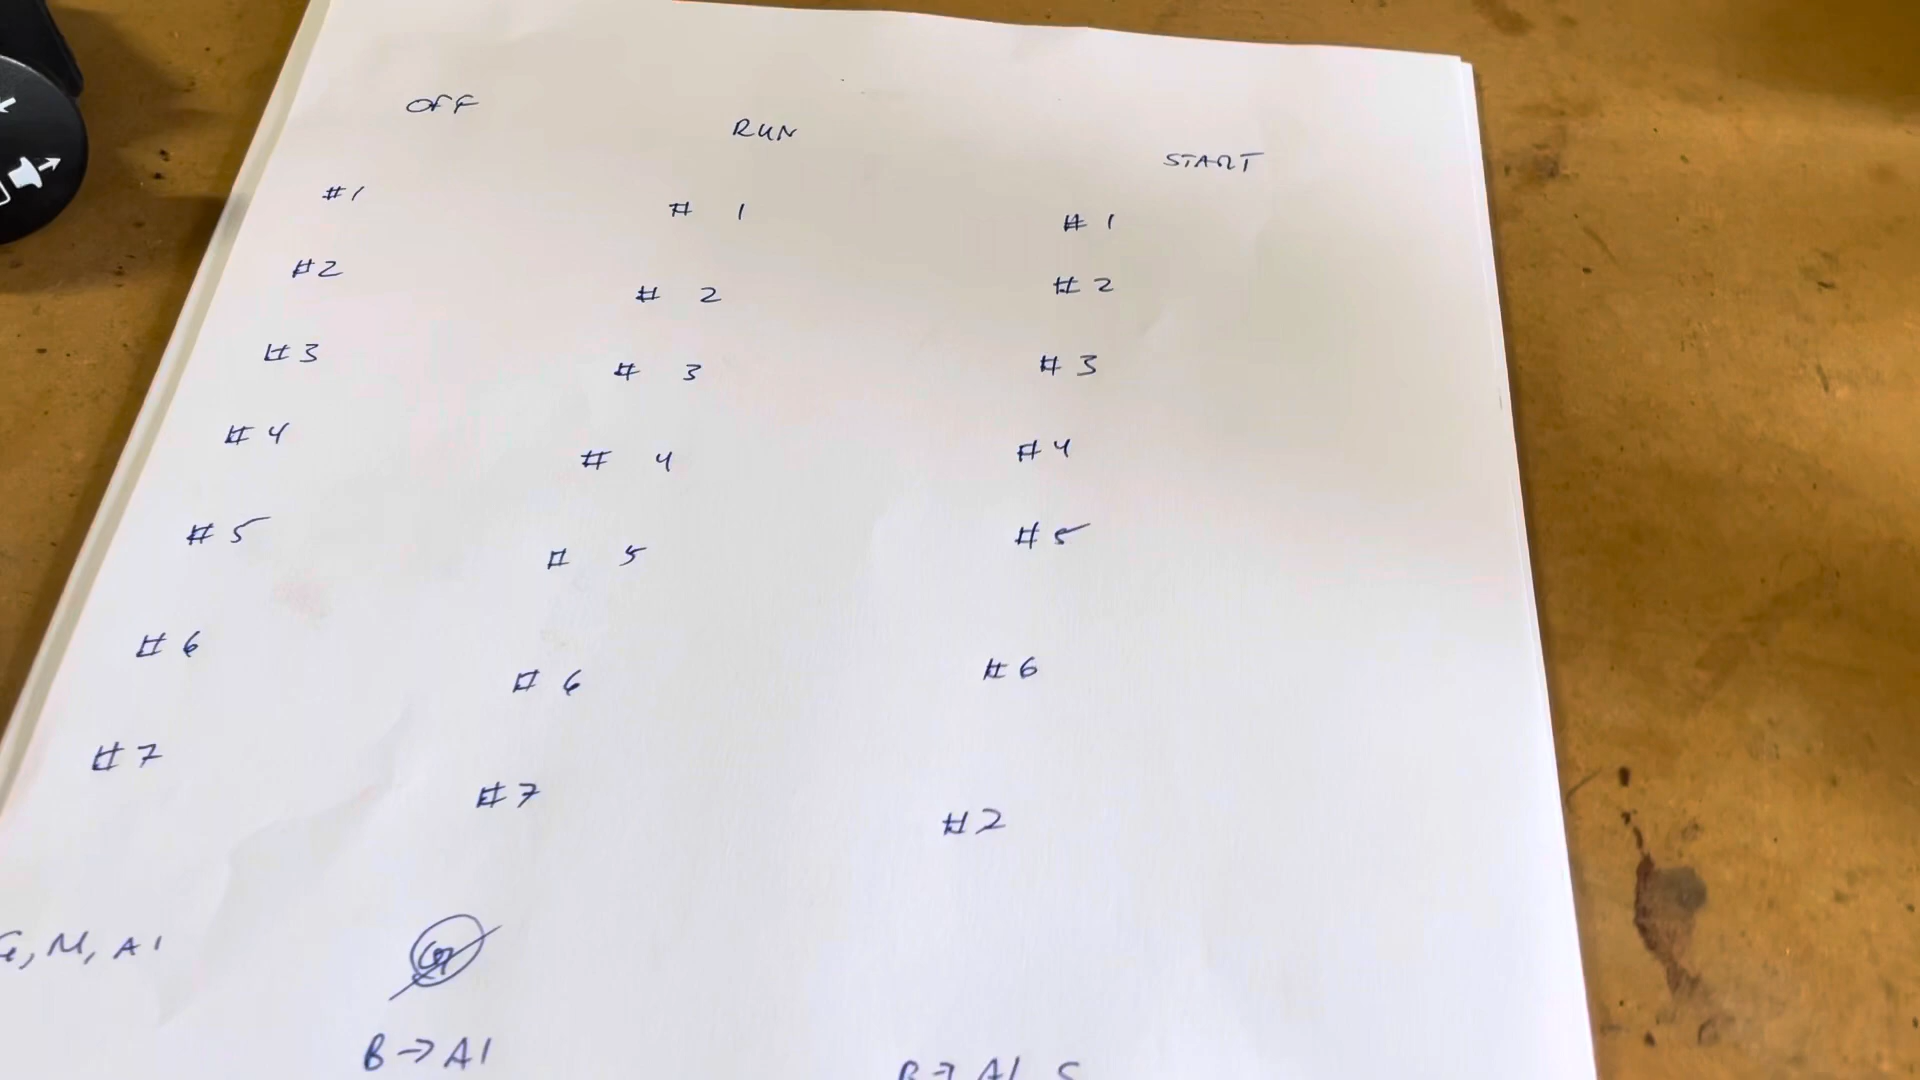 OFF RUN START
#1 # 1 #1
#2 # 2 #2
#3 # 3 #3
#4 # 4 #4
#5 # 5 #5
#6 # 6 #6
#7 #7 #2
G, M, A1
B→A1
B→A1 S